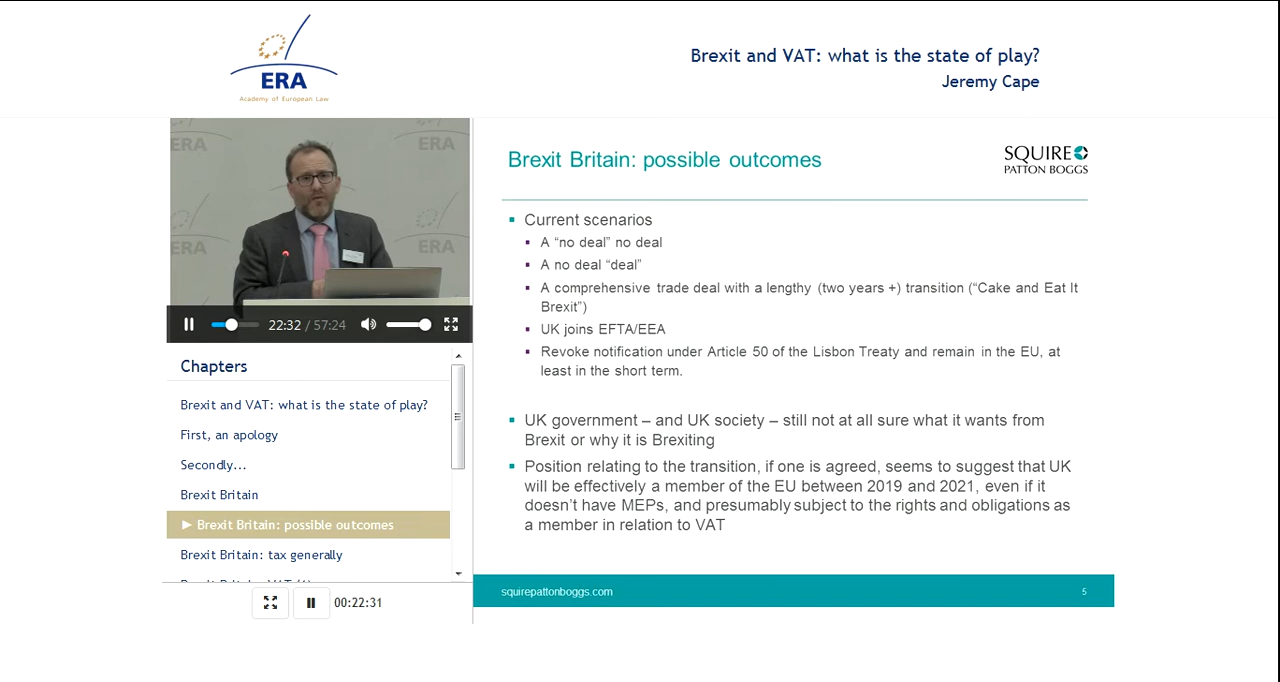 ERA
Academy of European Law
Brexit and VAT: what is the state of play?
Jeremy Cape
ERA
ERA
ERA
ERA
22:32 / 57:24
Chapters
Brexit and VAT: what is the state of play?
First, an apology
Secondly...
Brexit Britain
► Brexit Britain: possible outcomes
Brexit Britain: tax generally
00:22:31
Brexit Britain: possible outcomes
SQUIRE
PATTON BOGGS
▪ Current scenarios
▪ A “no deal” no deal
▪ A no deal “deal”
▪ A comprehensive trade deal with a lengthy (two years +) transition (“Cake and Eat It
Brexit”)
▪ UK joins EFTA/EEA
▪ Revoke notification under Article 50 of the Lisbon Treaty and remain in the EU, at
least in the short term.
▪ UK government – and UK society – still not at all sure what it wants from
Brexit or why it is Brexiting
▪ Position relating to the transition, if one is agreed, seems to suggest that UK
will be effectively a member of the EU between 2019 and 2021, even if it
doesn’t have MEPs, and presumably subject to the rights and obligations as
a member in relation to VAT
squirepattonboggs.com
5